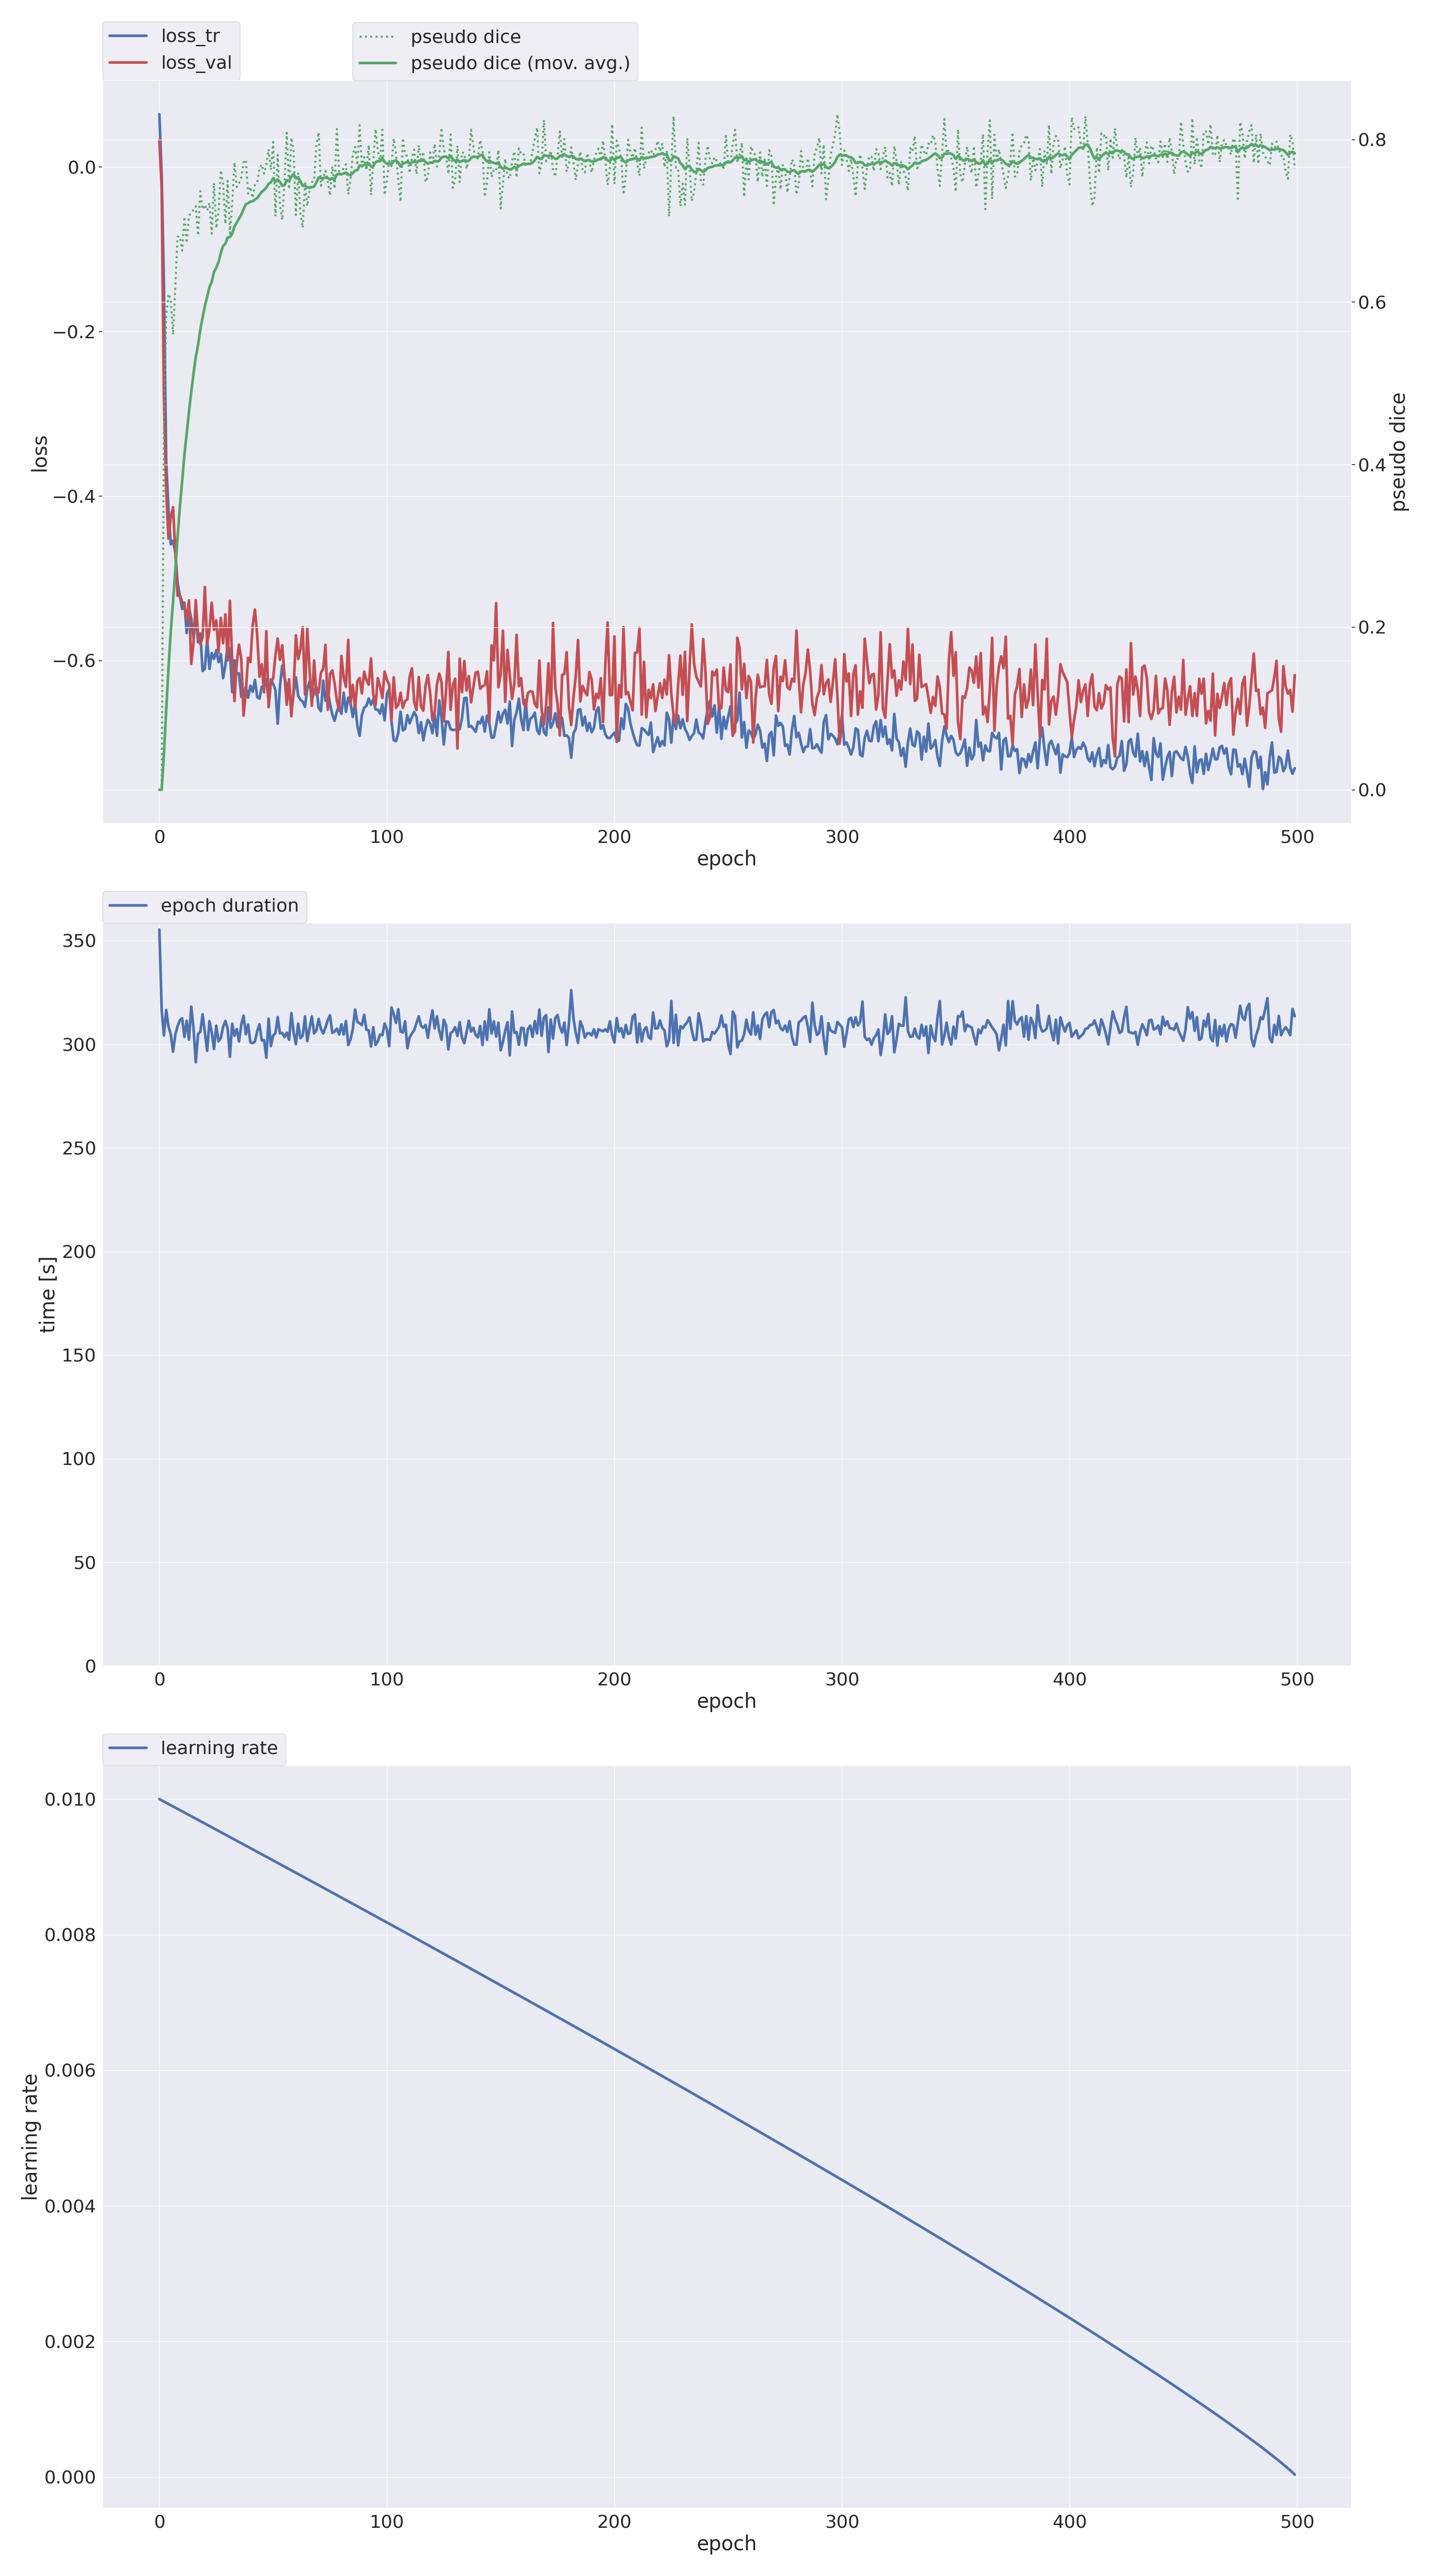 loss_tr
loss_val
pseudo dice
pseudo dice (mov. avg.)
0.0
−0.2
−0.4
−0.6
loss
0.8
0.6
0.4
0.2
0.0
pseudo dice
0 100 200 300 400 500
epoch
epoch duration
350
300
250
200
150
100
50
0
time [s]
0 100 200 300 400 500
epoch
learning rate
0.010
0.008
0.006
0.004
0.002
0.000
learning rate
0 100 200 300 400 500
epoch